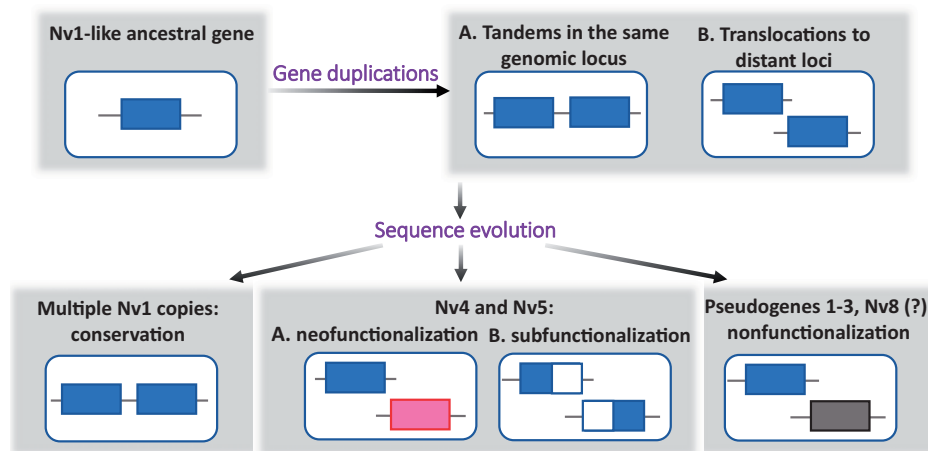 Nv1-like ancestral gene
Gene duplications
A. Tandems in the same
genomic locus
B. Translocations to
distant loci
Sequence evolution
Multiple Nv1 copies:
conservation
Nv4 and Nv5:
A. neofunctionalization
B. subfunctionalization
Pseudogenes 1-3, Nv8 (?)
nonfunctionalization